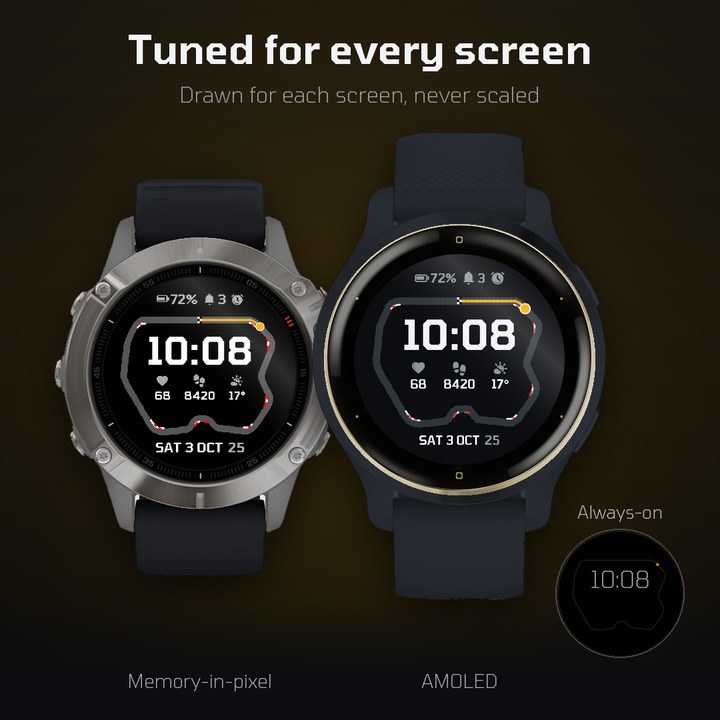 Tuned for every screen
Drawn for each screen, never scaled
72% 3
10:08
68 8420 17°
SAT 3 OCT 25
72% 3
10:08
68 8420 17°
SAT 3 OCT 25
Always-on
10:08
Memory-in-pixel
AMOLED